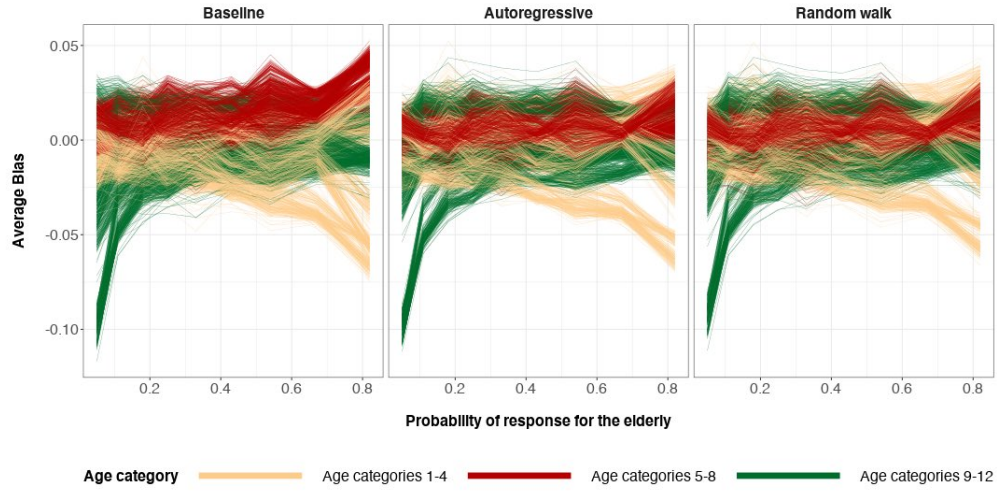 Baseline Autoregressive Random walk
0.05
0.00
-0.05
-0.10
Average Bias
0.2 0.4 0.6 0.8 0.2 0.4 0.6 0.8 0.2 0.4 0.6 0.8
Probability of response for the elderly
Age category Age categories 1-4 Age categories 5-8 Age categories 9-12